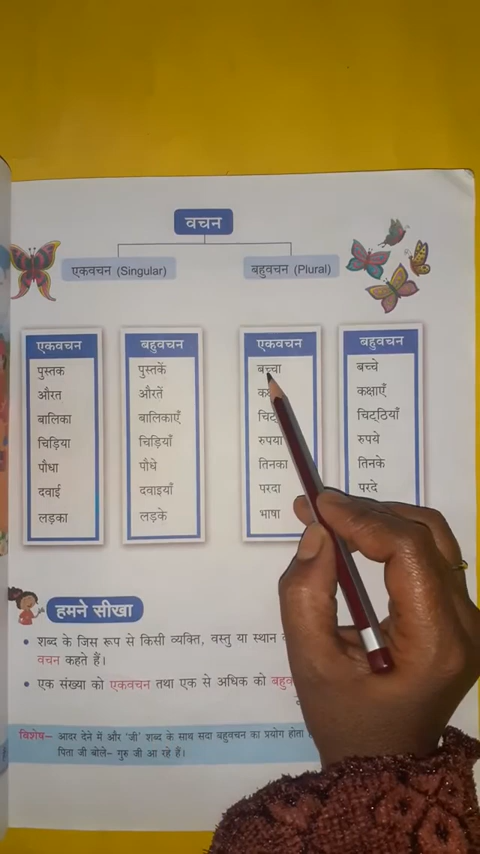 वचन
एकवचन (Singular)
बहुवचन (Plural)
एकवचन
पुस्तक
औरत
बालिका
चिड़िया
पौधा
दवाई
लड़का
बहुवचन
पुस्तकें
औरतें
बालिकाएँ
चिड़ियाँ
पौधे
दवाइयाँ
लड़के
एकवचन
बच्चा
रुपया
तिनका
परदा
भाषा
बहुवचन
बच्चे
कक्षाएँ
चिट्ठियाँ
रुपये
तिनके
परदे
हमने सीखा
• शब्द के जिस रूप से किसी व्यक्ति, वस्तु या स्थान
वचन कहते हैं।
• एक संख्या को एकवचन तथा एक से अधिक को
विशेष– आदर देने में और 'जी' शब्द के साथ सदा बहुवचन का प्रयोग होता
पिता जी बोले– गुरु जी आ रहे हैं।